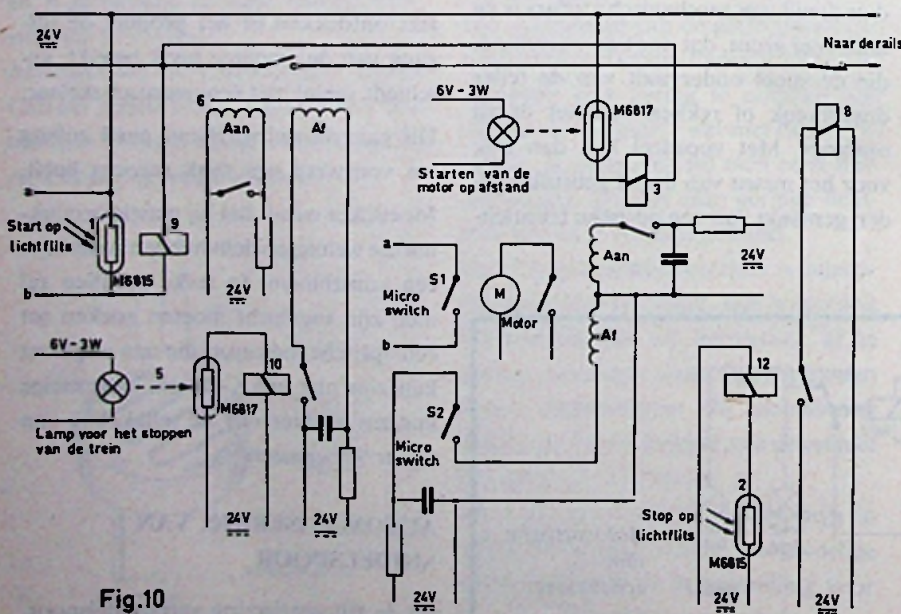 24V
Naar de rails
8
6V - 3W
4
M6817
6
Aan
Af
Starten van de
motor op afstand
3
Start op
lichtflits
1
9
M6815
b
24V
24V
a
S1
Micro
switch
b
M
Motor
Aan
24V
Af
6V - 3W
5
M6817
10
Lamp voor het stoppen
van de trein
S2
Micro
switch
12
2
Stop op
lichtflits
M6815
24V
24V
24V
24V
24V
24V
24V
Fig.10